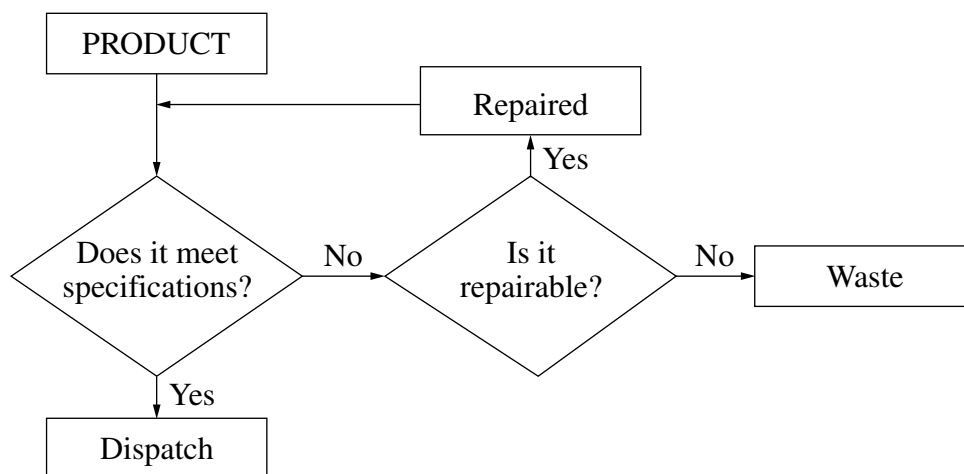 PRODUCT
Repaired
Yes
Does it meet
specifications?
No
Is it
repairable?
No
Waste
Yes
Dispatch